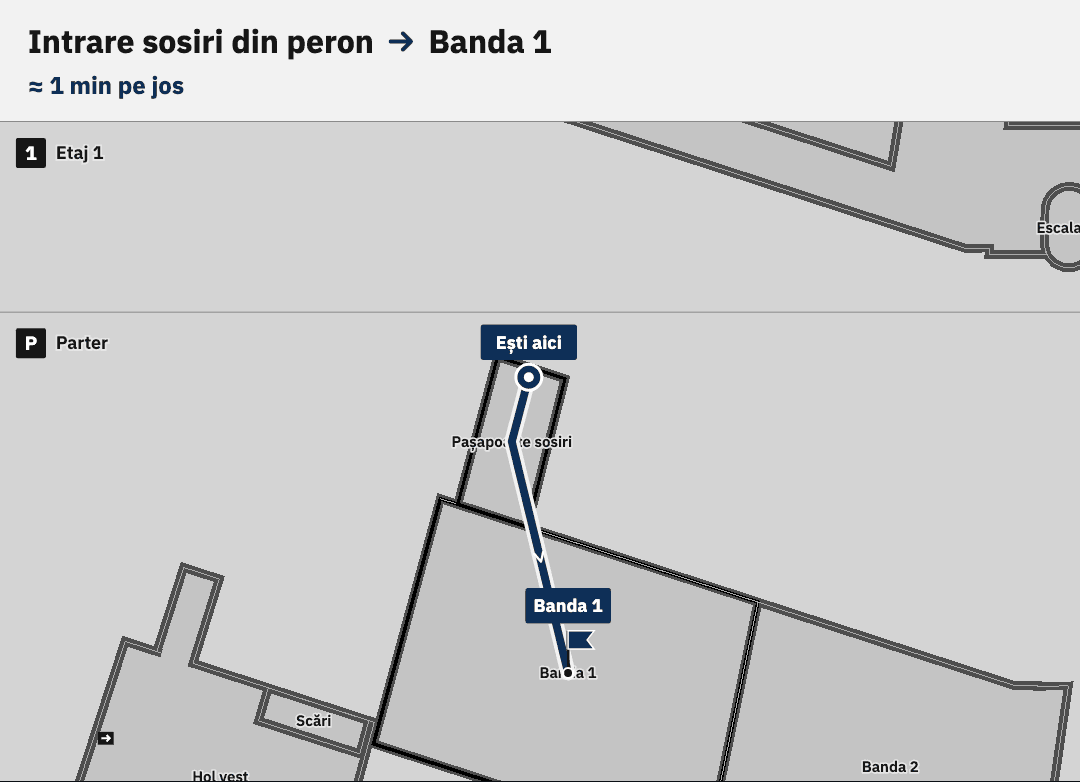 Intrare sosiri din peron → Banda 1
≈ 1 min pe jos
1 Etaj 1
Escala
P Parter
Ești aici
sosiri
Banda 1
Scări
Banda 2
Hol vest